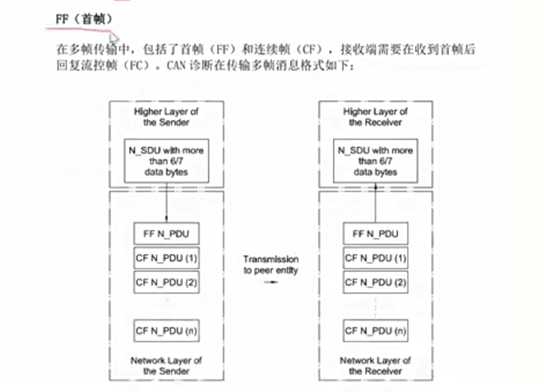 FF（首帧）
在多帧传输中，包括了首帧（FF）和连续帧（CF），接收端需要在收到首帧后
回复流控帧（FC）。CAN 诊断在传输多帧消息格式如下：
Higher Layer of
the Sender
N_SDU with more
than 6/7
data bytes
FF N_PDU
CF N_PDU (1)
CF N_PDU (2)
CF N_PDU (n)
Network Layer of
the Sender
Transmission
to peer entity
Higher Layer of
the Receiver
N_SDU with more
than 6/7
data bytes
FF N_PDU
CF N_PDU (1)
CF N_PDU (2)
CF N_PDU (n)
Network Layer of
the Receiver